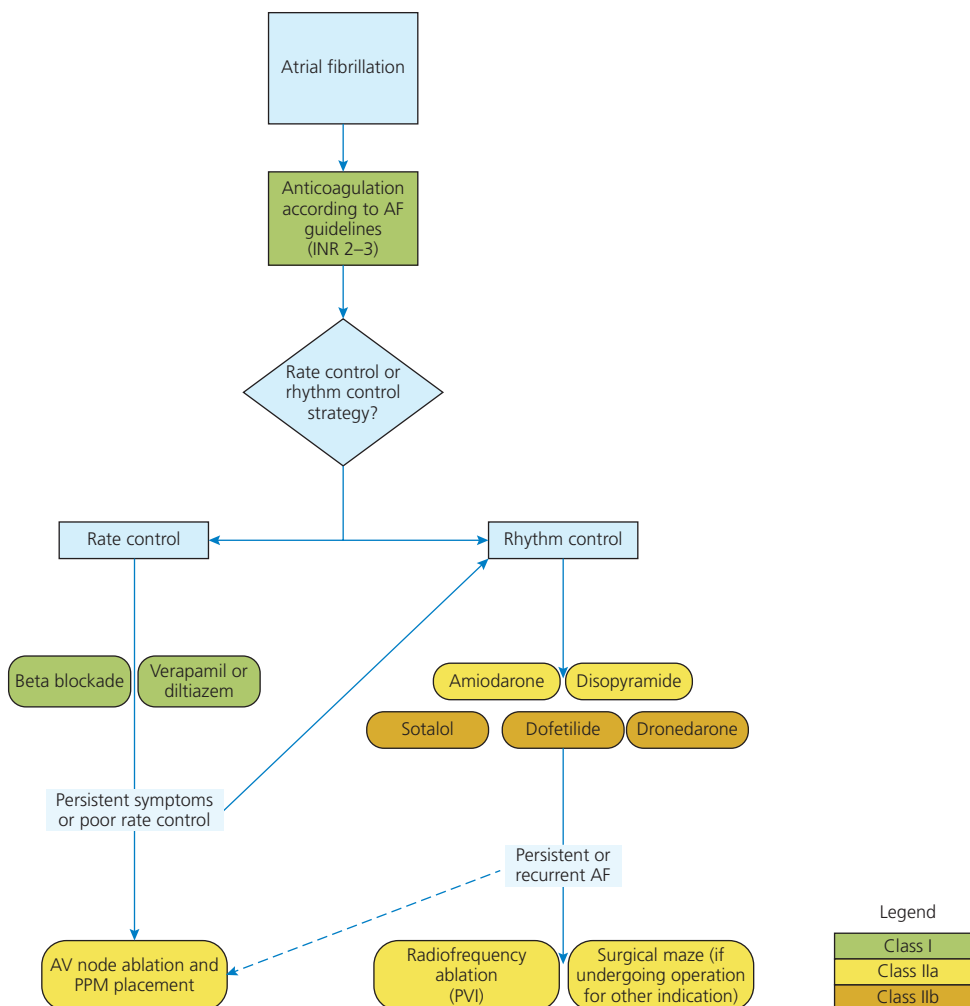 Atrial fibrillation
Anticoagulation
according to AF
guidelines
(INR 2–3)
Rate control or
rhythm control
strategy?
Rate control
Rhythm control
Beta blockade
Verapamil or
diltiazem
Amiodarone
Disopyramide
Sotalol
Dofetilide
Dronedarone
Persistent symptoms
or poor rate control
Persistent or
recurrent AF
AV node ablation and
PPM placement
Radiofrequency
ablation
(PVI)
Surgical maze (if
undergoing operation
for other indication)
Legend
Class I
Class IIa
Class IIb